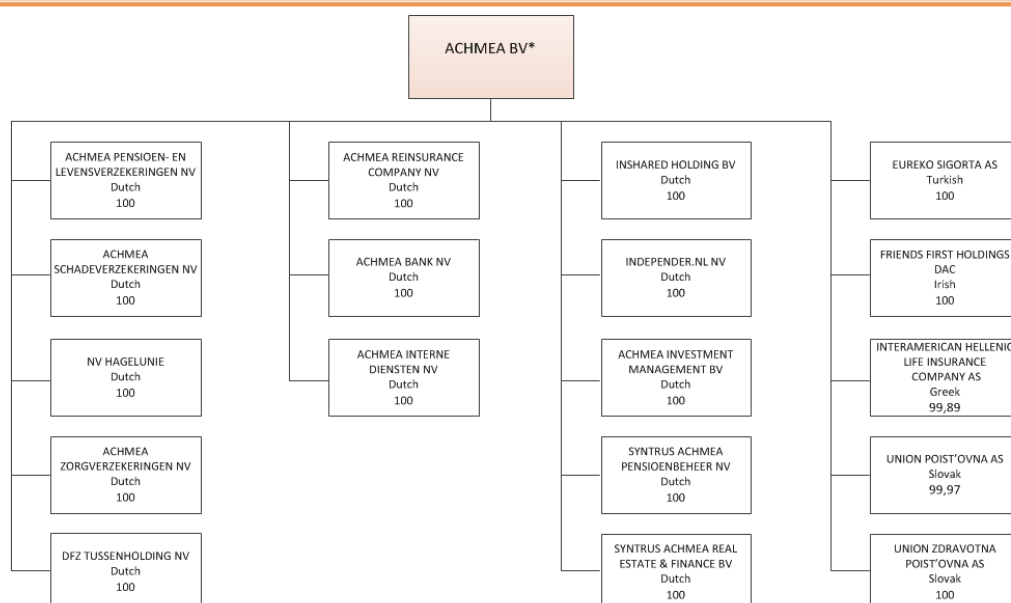 ACHMEA BV*
ACHMEA PENSIOEN- EN
LEVENSVERZEKERINGEN NV
Dutch
100
ACHMEA
SCHADEVERZEKERINGEN NV
Dutch
100
NV HAGELUNIE
Dutch
100
ACHMEA
ZORGVERZEKERINGEN NV
Dutch
100
DFZ TUSSENHOLDING NV
Dutch
100
ACHMEA REINSURANCE
COMPANY NV
Dutch
100
ACHMEA BANK NV
Dutch
100
ACHMEA INTERNE
DIENSTEN NV
Dutch
100
INSHARED HOLDING BV
Dutch
100
INDEPENDER.NL NV
Dutch
100
ACHMEA INVESTMENT
MANAGEMENT BV
Dutch
100
SYNTRUS ACHMEA
PENSIOENBEHEER NV
Dutch
100
SYNTRUS ACHMEA REAL
ESTATE & FINANCE BV
Dutch
100
EUREKO SIGORTA AS
Turkish
100
FRIENDS FIRST HOLDINGS
DAC
Irish
100
INTERAMERICAN HELLENIC
LIFE INSURANCE
COMPANY AS
Greek
99,89
UNION POIST'OVNA AS
Slovak
99,97
UNION ZDRAVOTNA
POIST'OVNA AS
Slovak
100